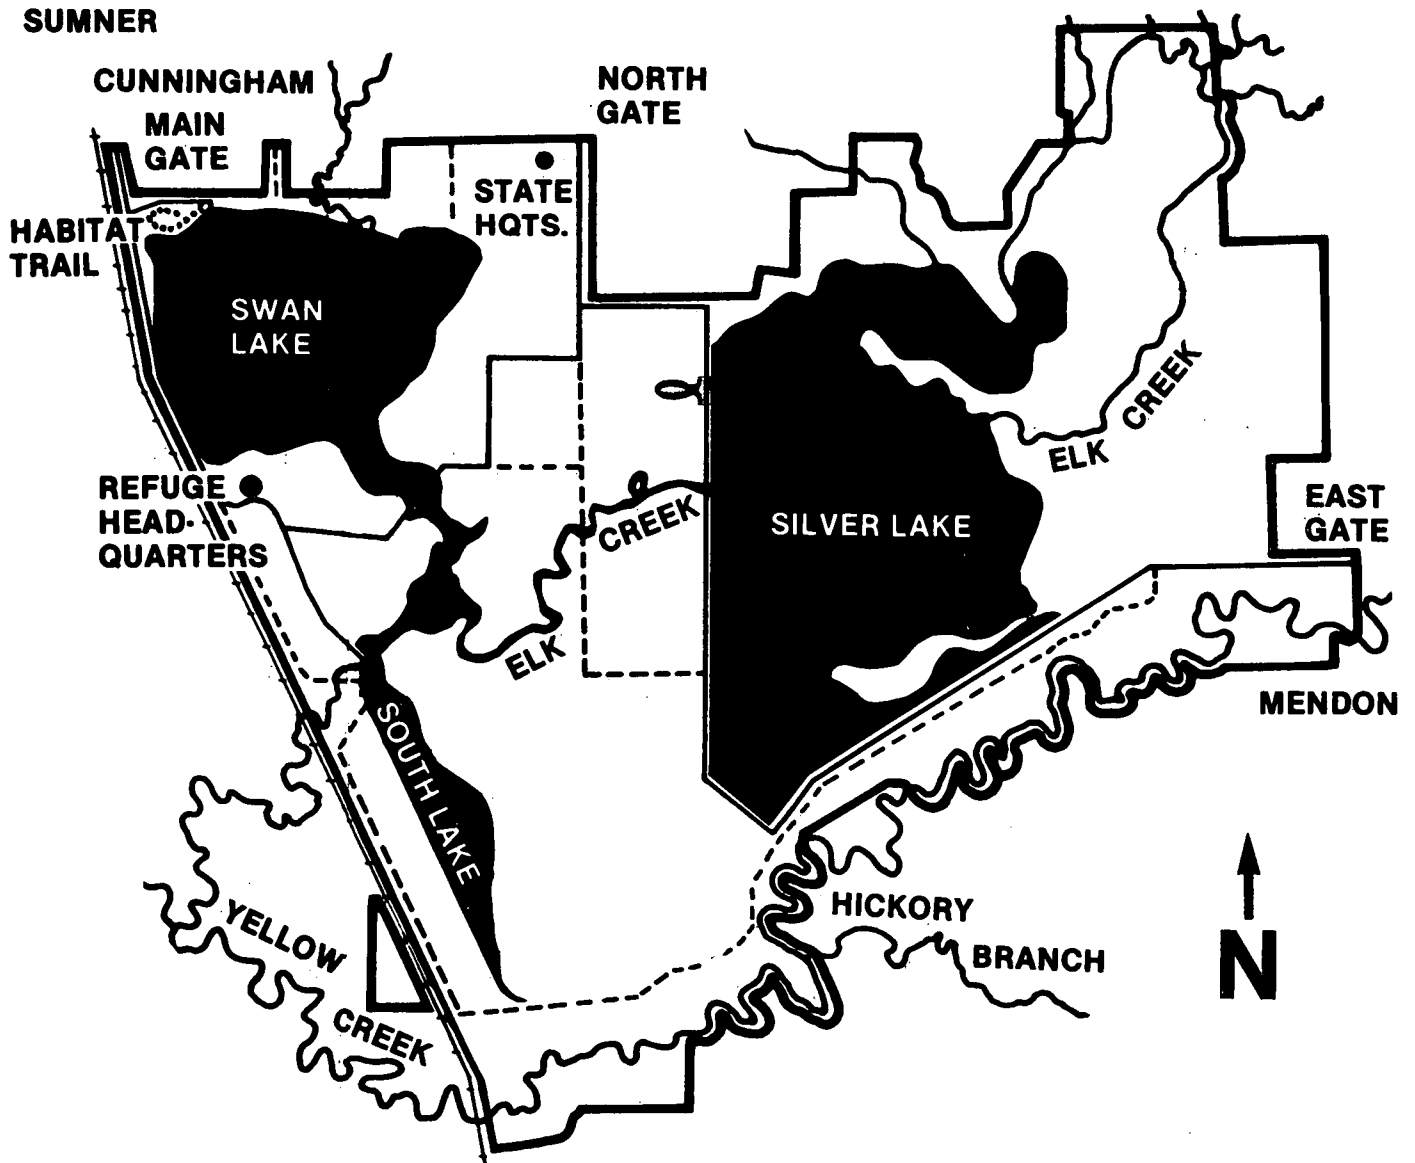 SUMNER
CUNNINGHAM
MAIN
GATE
NORTH
GATE
STATE
HQTS.
HABITAT
TRAIL
SWAN
LAKE
ELK CREEK
REFUGE
HEAD-
QUARTERS
CREEK
ELK
SILVER LAKE
EAST
GATE
MENDON
SOUTH LAKE
HICKORY
BRANCH
YELLOW
CREEK
N